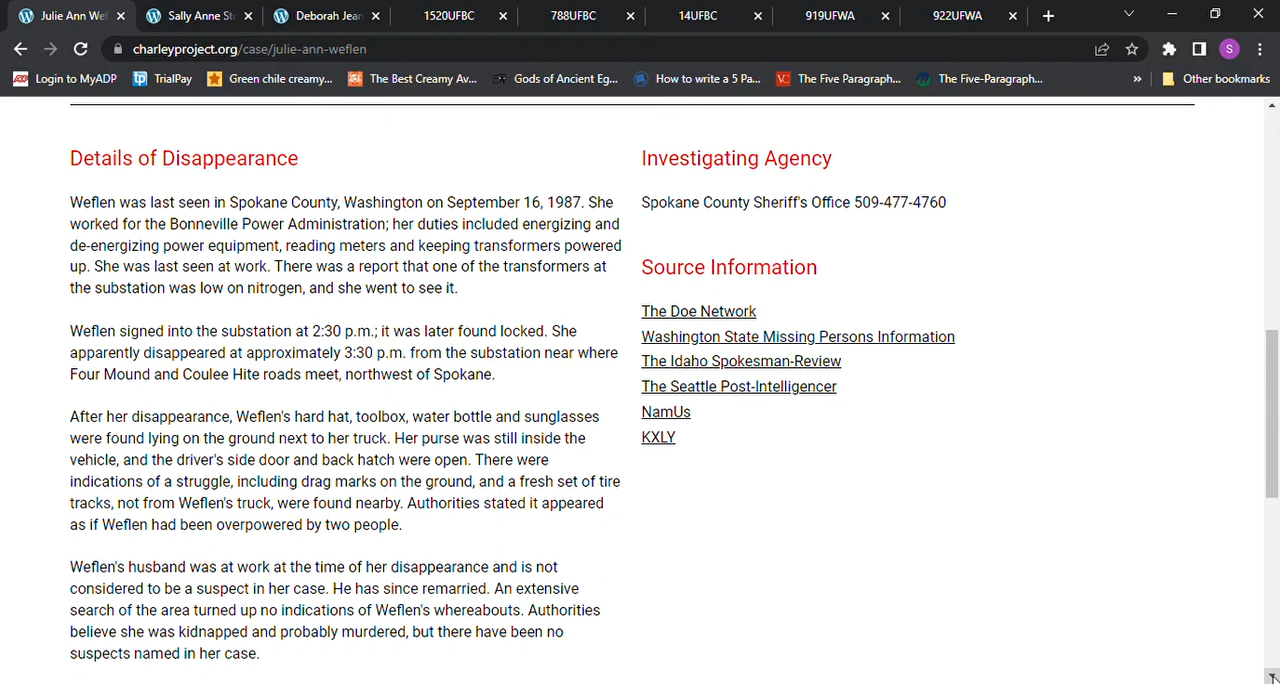 Julie Ann We
Sally Anne St
Deborah Jean
1520UFBC
788UFBC
14UFBC
919UFWA
922UFWA
charleyproject.org/case/julie-ann-weflen
S
Login to MyADP
tp TrialPay
Green chile creamy...
The Best Creamy Av...
Gods of Ancient Eg...
How to write a 5 Pa...
VC The Five Paragraph...
The Five-Paragraph...
» Other bookmarks
Details of Disappearance
Weflen was last seen in Spokane County, Washington on September 16, 1987. She
worked for the Bonneville Power Administration; her duties included energizing and
de-energizing power equipment, reading meters and keeping transformers powered
up. She was last seen at work. There was a report that one of the transformers at
the substation was low on nitrogen, and she went to see it.
Weflen signed into the substation at 2:30 p.m.; it was later found locked. She
apparently disappeared at approximately 3:30 p.m. from the substation near where
Four Mound and Coulee Hite roads meet, northwest of Spokane.
After her disappearance, Weflen's hard hat, toolbox, water bottle and sunglasses
were found lying on the ground next to her truck. Her purse was still inside the
vehicle, and the driver's side door and back hatch were open. There were
indications of a struggle, including drag marks on the ground, and a fresh set of tire
tracks, not from Weflen's truck, were found nearby. Authorities stated it appeared
as if Weflen had been overpowered by two people.
Weflen's husband was at work at the time of her disappearance and is not
considered to be a suspect in her case. He has since remarried. An extensive
search of the area turned up no indications of Weflen's whereabouts. Authorities
believe she was kidnapped and probably murdered, but there have been no
suspects named in her case.
Investigating Agency
Spokane County Sheriff's Office 509-477-4760
Source Information
The Doe Network
Washington State Missing Persons Information
The Idaho Spokesman-Review
The Seattle Post-Intelligencer
NamUs
KXLY